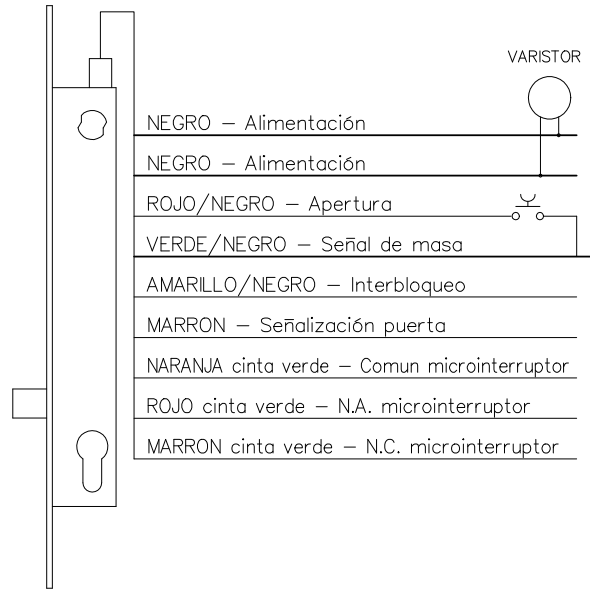 VARISTOR
NEGRO – Alimentación
NEGRO – Alimentación
ROJO/NEGRO – Apertura
VERDE/NEGRO – Señal de masa
AMARILLO/NEGRO – Interbloqueo
MARRON – Señalización puerta
NARANJA cinta verde – Comun microinterruptor
ROJO cinta verde – N.A. microinterruptor
MARRON cinta verde – N.C. microinterruptor